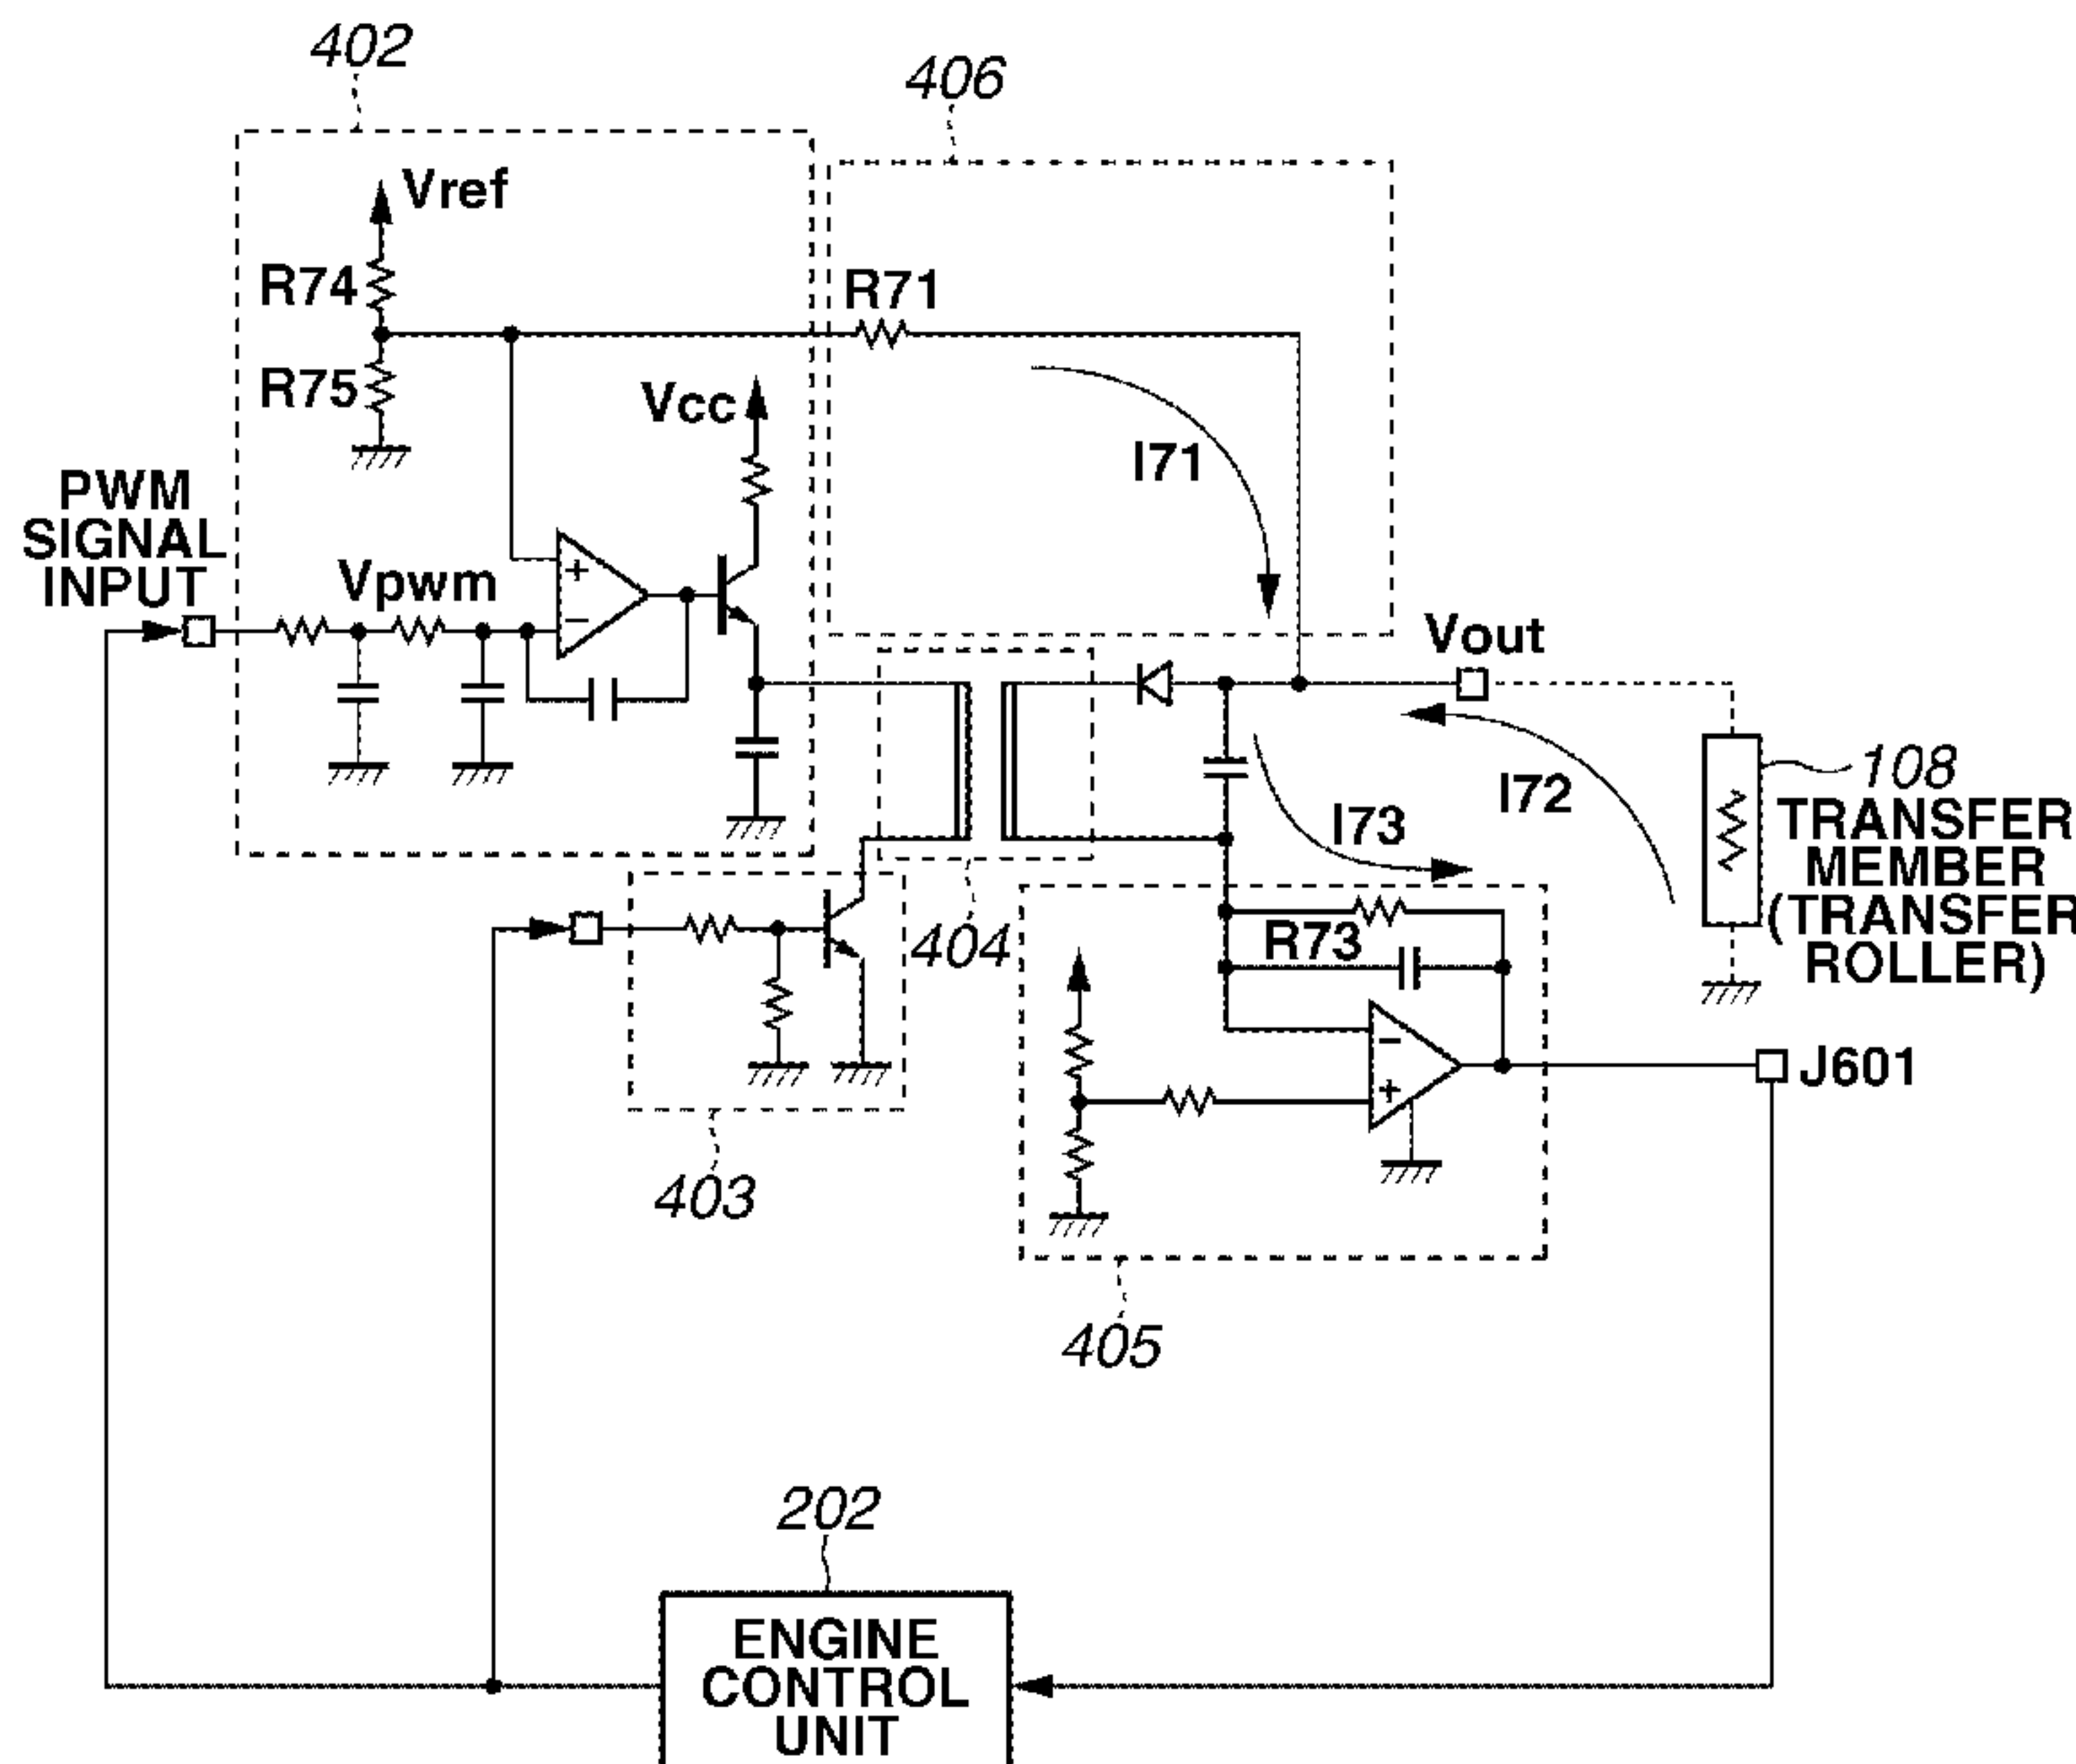 402
406
Vref
R74
R71
R75
Vcc
I71
PWM
SIGNAL
INPUT
Vpwm
+
−
Vout
108
I72
TRANSFER
MEMBER
(TRANSFER
ROLLER)
I73
404
R73
−
+
J601
403
405
202
ENGINE
CONTROL
UNIT